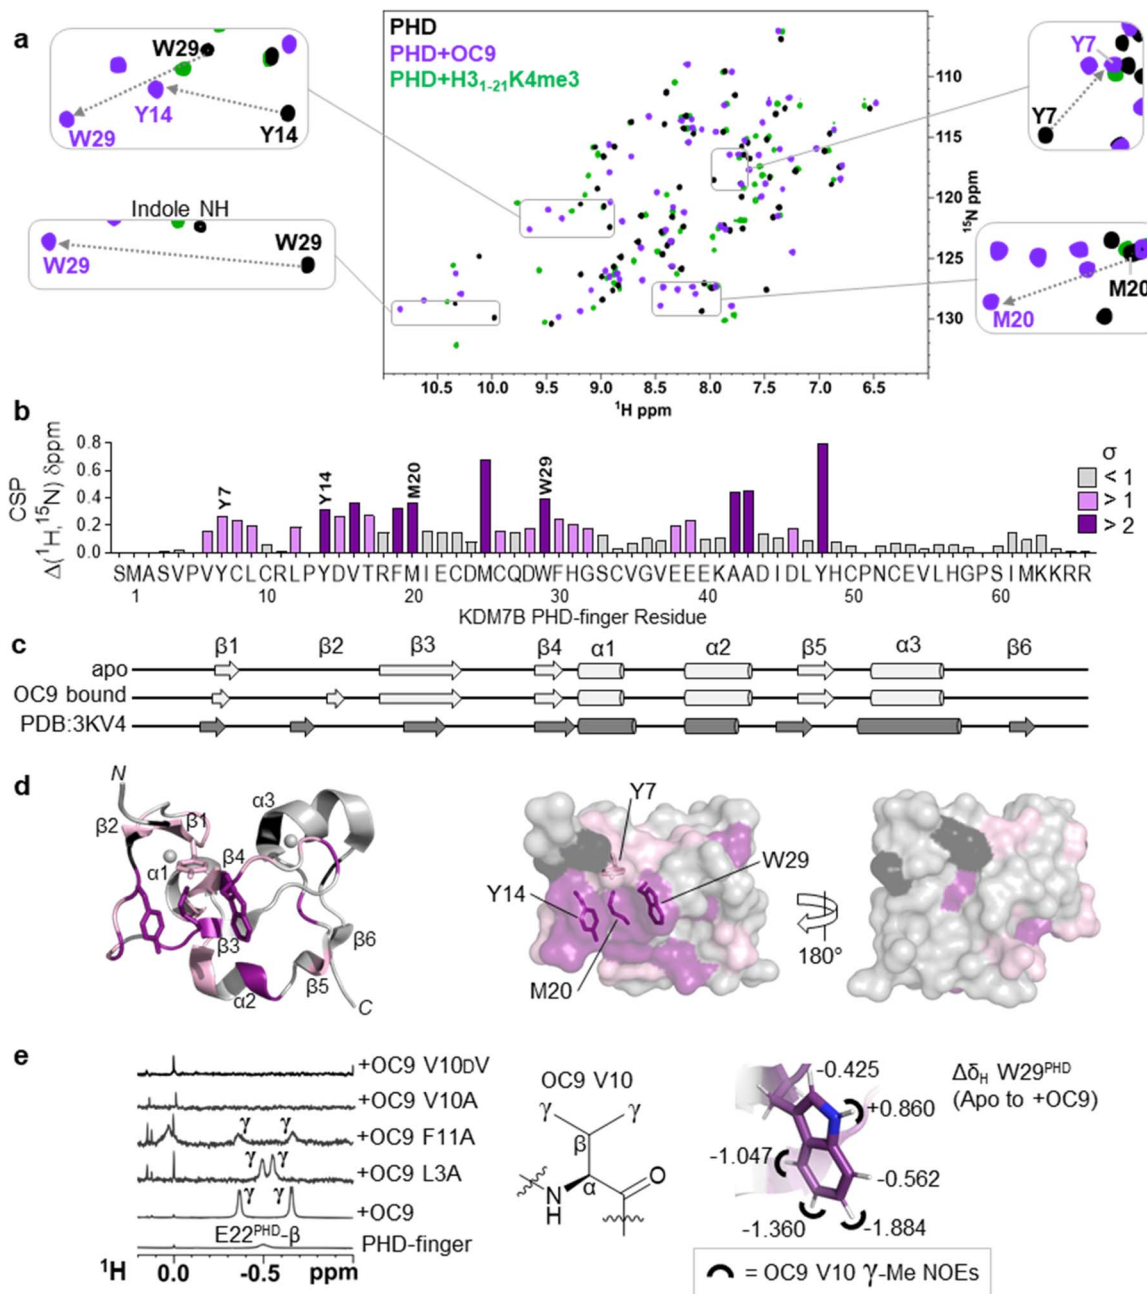 a
PHD
PHD+OC9
PHD+H3₁₋₂₁K4me3
W29
Y14
W29
Y14
Y7
Y7
Indole NH
W29
W29
M20
M20
110
115
120
125
130
¹⁵N ppm
10.5 10.0 9.5 9.0 8.5 8.0 7.5 7.0 6.5
¹H ppm
b
CSP
Δ(¹H,¹⁵N) δppm
0.8
0.6
0.4
0.2
0.0
Y7
Y14
M20
W29
σ
< 1
> 1
> 2
SMASVPVYCLCRLPYDVTRFMIECDMCQDWFHGSCVGVEEEKAADIDLYHCPNCEVLHGPSIMKKRR
1 10 20 30 40 50 60
KDM7B PHD-finger Residue
c
β1 β2 β3 β4 α1 α2 β5 α3 β6
apo
OC9 bound
PDB:3KV4
d
N
β2
β1
α3
α1
β4
β3
β6
β5
α2
C
Y7
W29
Y14
M20
180°
e
+OC9 V10DV
+OC9 V10A
+OC9 F11A
γ γ
+OC9 L3A
γ γ
+OC9
γ γ
E22ᴾᴴᴰ-β
PHD-finger
¹H 0.0 -0.5 ppm
OC9 V10
γ γ
β
α
O
N
H
-0.425
+0.860
-1.047
-0.562
-1.360
-1.884
Δδ_H W29ᴾᴴᴰ
(Apo to +OC9)
= OC9 V10 γ-Me NOEs